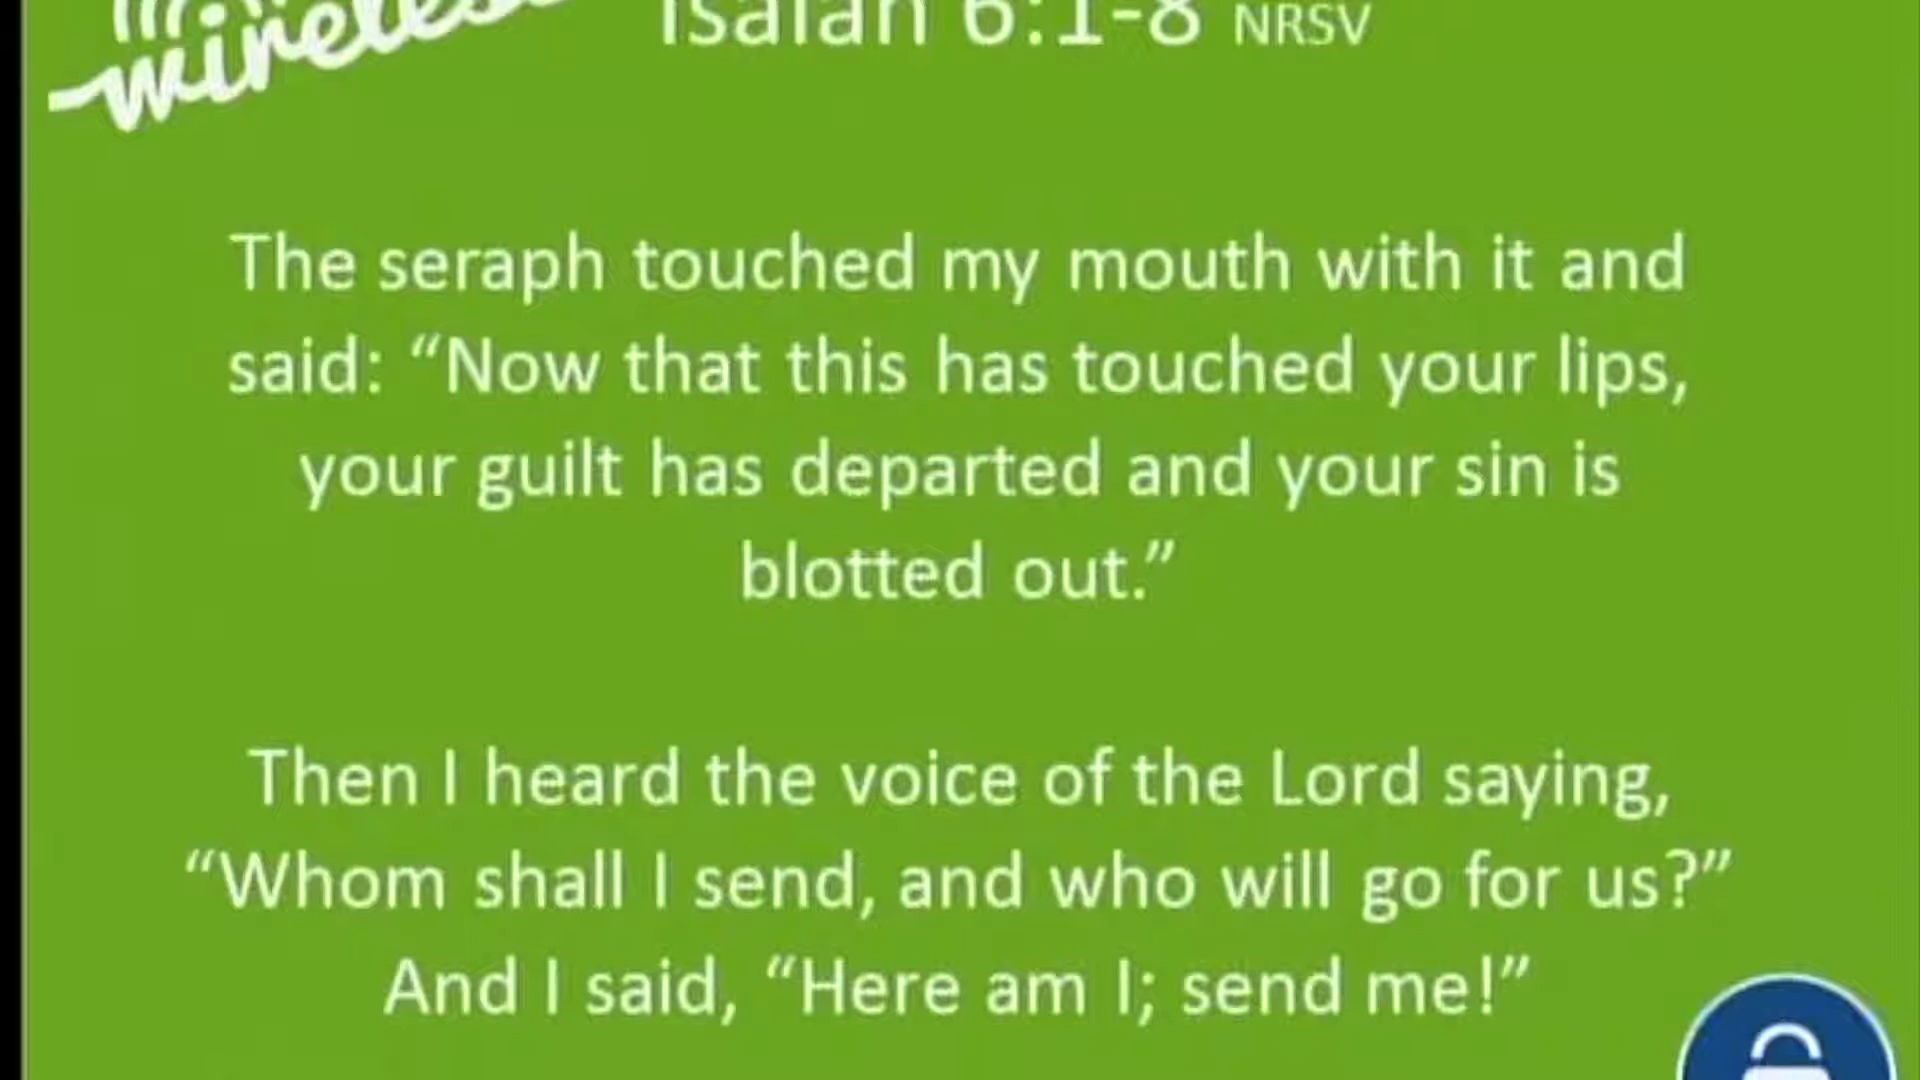 wireless
Isaiah 6:1-8 NRSV
The seraph touched my mouth with it and
said: “Now that this has touched your lips,
your guilt has departed and your sin is
blotted out.”
Then I heard the voice of the Lord saying,
“Whom shall I send, and who will go for us?”
And I said, “Here am I; send me!”